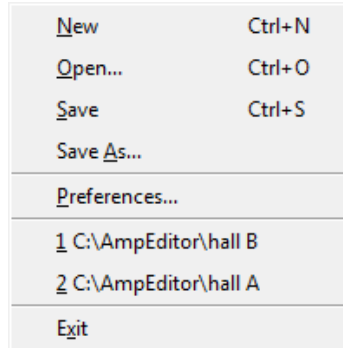 New Ctrl+N
Open... Ctrl+O
Save Ctrl+S
Save As...
Preferences...
1 C:\AmpEditor\hall B
2 C:\AmpEditor\hall A
Exit